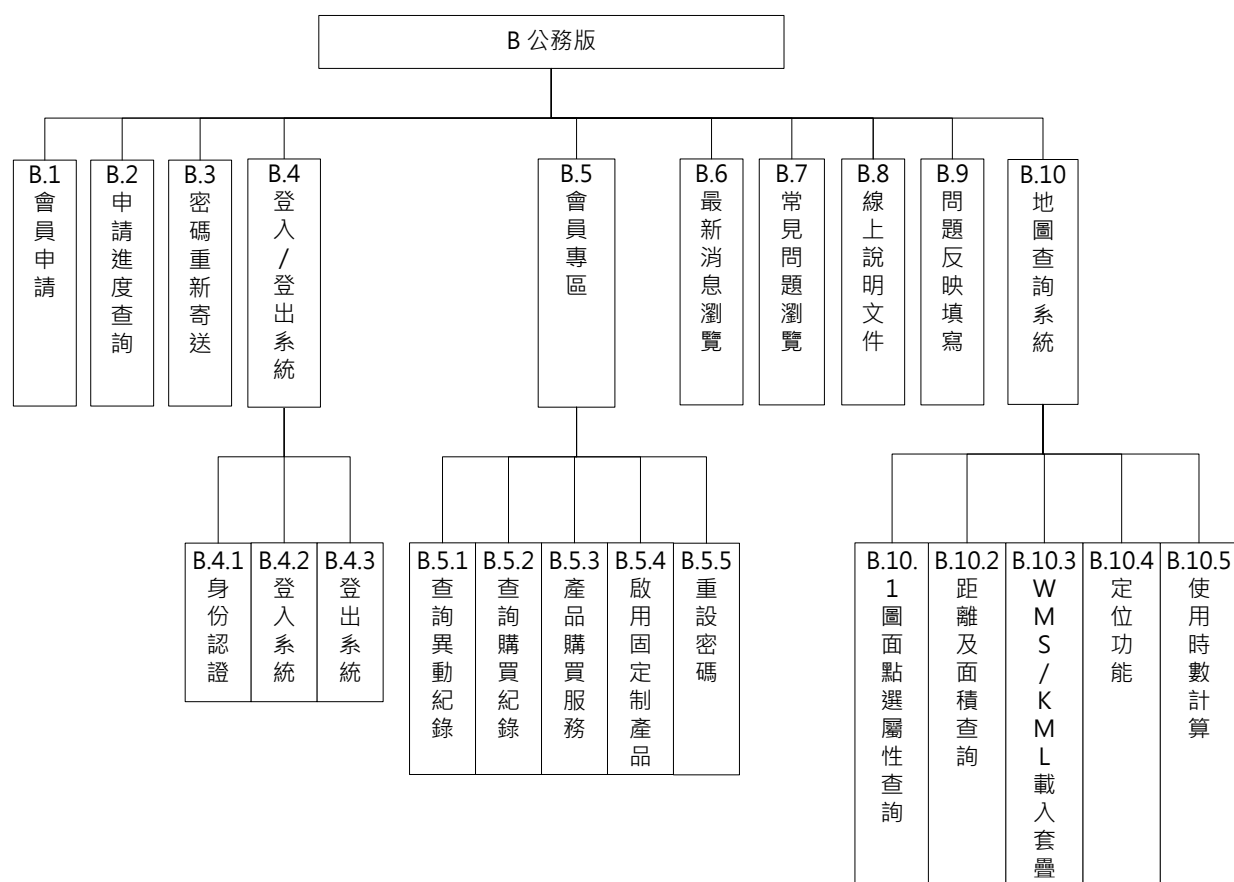 B 公務版
B.1
會員申請
B.2
申請進度查詢
B.3
密碼重新寄送
B.4
登入/登出系統
B.5
會員專區
B.6
最新消息瀏覽
B.7
常見問題瀏覽
B.8
線上說明文件
B.9
問題反映填寫
B.10
地圖查詢系統
B.4.1
身份認證
B.4.2
登入系統
B.4.3
登出系統
B.5.1
查詢異動紀錄
B.5.2
查詢購買紀錄
B.5.3
產品購買服務
B.5.4
啟用固定制產品
B.5.5
重設密碼
B.10.
1
圖面點選屬性查詢
B.10.2
距離及面積查詢
B.10.3
WMS/KML載入套疊
B.10.4
定位功能
B.10.5
使用時數計算